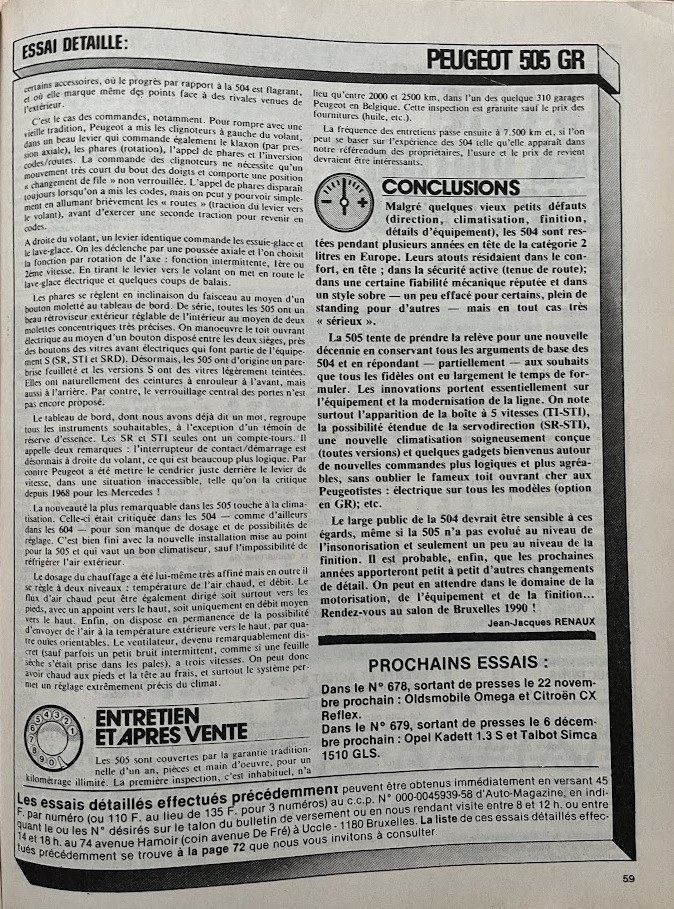 ESSAI DETAILLE:
PEUGEOT 505 GR
certains accessoires, où le progrès par rapport à la 504 est flagrant,
et où elle marque même des points face à des rivales venues de
l'extérieur.
C'est le cas des commandes, notamment. Pour rompre avec une
vieille tradition, Peugeot a mis les clignoteurs à gauche du volant,
dans un beau levier qui commande également le klaxon (par pres-
sion axiale), les phares (rotation), l'appel de phares et l'inversion
codes/routes. La commande des clignoteurs ne nécessite qu'un
mouvement très court du bout des doigts et comporte une position
« changement de file » non verrouillée. L'appel de phares disparaît
toujours lorsqu'on a mis les codes, mais on peut y pourvoir simple-
ment en allumant brièvement les « routes » (traction du levier vers
le volant), avant d'exercer une seconde traction pour revenir en
codes.
A droite du volant, un levier identique commande les essuie-glace et
le lave-glace. On les déclenche par une poussée axiale et l'on choisit
la fonction par rotation de l'axe : fonction intermittente, 1ère ou
2ème vitesse. En tirant le levier vers le volant on met en route le
lave-glace électrique et quelques coups de balais.
Les phares se règlent en inclinaison du faisceau au moyen d'un
bouton moletté au tableau de bord. De série, toutes les 505 ont un
beau rétroviseur extérieur réglable de l'intérieur au moyen de deux
molettes concentriques très précises. On manoeuvre le toit ouvrant
électrique au moyen d'un bouton disposé entre les deux sièges, près
des boutons des vitres avant électriques qui font partie de l'équipe-
ment S (SR, STI et SRD). Désormais, les 505 ont d'origine un pare-
brise feuilleté et les versions S ont des vitres légèrement teintées.
Elles ont naturellement des ceintures à enrouleur à l'avant, mais
aussi à l'arrière. Par contre, le verrouillage central des portes n'est
pas encore proposé.
Le tableau de bord, dont nous avons déjà dit un mot, regroupe
tous les instruments souhaitables, à l'exception d'un témoin de
réserve d'essence. Les SR et STI seules ont un compte-tours. Il
appelle deux remarques : l'interrupteur de contact/démarrage est
désormais à droite du volant, ce qui est beaucoup plus logique. Par
contre Peugeot a été mettre le cendrier juste derrière le levier de
vitesse, dans une situation inaccessible, telle qu'on la critique
depuis 1968 pour les Mercedes !
La nouveauté la plus remarquable dans les 505 touche à la clima-
tisation. Celle-ci était critiquée dans les 504 — comme d'ailleurs
dans les 604 — pour son manque de dosage et de possibilités de
réglage. C'est bien fini avec la nouvelle installation mise au point
pour la 505 et qui vaut un bon climatiseur, sauf l'impossibilité de
réfrigérer l'air extérieur.
Le dosage du chauffage a été lui-même très affiné mais en outre il
se règle à deux niveaux : température de l'air chaud, et débit. Le
flux d'air chaud peut être également dirigé soit surtout vers les
pieds, avec un appoint vers le haut, soit uniquement en débit moyen
vers le haut. Enfin, on dispose en permanence de la possibilité
d'envoyer de l'air à la température extérieure vers le haut, par qua-
tre ouïes orientables. Le ventilateur, devenu remarquablement dis-
cret (sauf parfois un petit bruit intermittent, comme si une feuille
sèche s'était prise dans les pales), a trois vitesses. On peut donc
avoir chaud aux pieds et la tête au frais, et surtout le système per-
met un réglage extrêmement précis du climat.
ENTRETIEN
ET APRES VENTE
Les 505 sont couvertes par la garantie tradition-
nelle d'un an, pièces et main d'oeuvre, pour un
kilométrage illimité. La première inspection, c'est inhabituel, n'a
lieu qu'entre 2000 et 2500 km, dans l'un des quelque 310 garages
Peugeot en Belgique. Cette inspection est gratuite sauf le prix des
fournitures (huile, etc.).
La fréquence des entretiens passe ensuite à 7.500 km et, si l'on
peut se baser sur l'expérience des 504 telle qu'elle apparaît dans
notre référendum des propriétaires, l'usure et le prix de revient
devraient être intéressants.
CONCLUSIONS
Malgré quelques vieux petits défauts
(direction, climatisation, finition,
détails d'équipement), les 504 sont res-
tées pendant plusieurs années en tête de la catégorie 2
litres en Europe. Leurs atouts résidaient dans le con-
fort, en tête ; dans la sécurité active (tenue de route);
dans une certaine fiabilité mécanique réputée et dans
un style sobre — un peu effacé pour certains, plein de
standing pour d'autres — mais en tout cas très
« sérieux ».
La 505 tente de prendre la relève pour une nouvelle
décennie en conservant tous les arguments de base des
504 et en répondant — partiellement — aux souhaits
que tous les fidèles ont eu largement le temps de for-
muler. Les innovations portent essentiellement sur
l'équipement et la modernisation de la ligne. On note
surtout l'apparition de la boîte à 5 vitesses (TI-STI),
la possibilité étendue de la servodirection (SR-STI),
une nouvelle climatisation soigneusement conçue
(toutes versions) et quelques gadgets bienvenus autour
de nouvelles commandes plus logiques et plus agréa-
bles, sans oublier le fameux toit ouvrant cher aux
Peugeotistes : électrique sur tous les modèles (option
en GR); etc.
Le large public de la 504 devrait être sensible à ces
égards, même si la 505 n'a pas evolué au niveau de
l'insonorisation et seulement un peu au niveau de la
finition. Il est probable, enfin, que les prochaines
années apporteront petit à petit d'autres changements
de détail. On peut en attendre dans le domaine de la
motorisation, de l'équipement et de la finition...
Rendez-vous au salon de Bruxelles 1990 !
Jean-Jacques RENAUX
PROCHAINS ESSAIS :
Dans le N° 678, sortant de presses le 22 novem-
bre prochain : Oldsmobile Omega et Citroën CX
Reflex.
Dans le N° 679, sortant de presses le 6 décem-
bre prochain : Opel Kadett 1.3 S et Talbot Simca
1510 GLS.
Les essais détaillés effectués précédemment peuvent être obtenus immédiatement en versant 45
F. par numéro (ou 110 F. au lieu de 135 F. pour 3 numéros) au c.c.p. N° 000-0045939-58 d'Auto-Magazine, en indi-
quant le ou les N° désirés sur le talon du bulletin de versement ou en nous rendant visite entre 8 et 12 h. ou entre
14 et 18 h. au 74 avenue Hamoir (coin avenue De Fré) à Uccle - 1180 Bruxelles. La liste de ces essais détaillés effec-
tués précédemment se trouve à la page 72 que nous vous invitons à consulter.
59